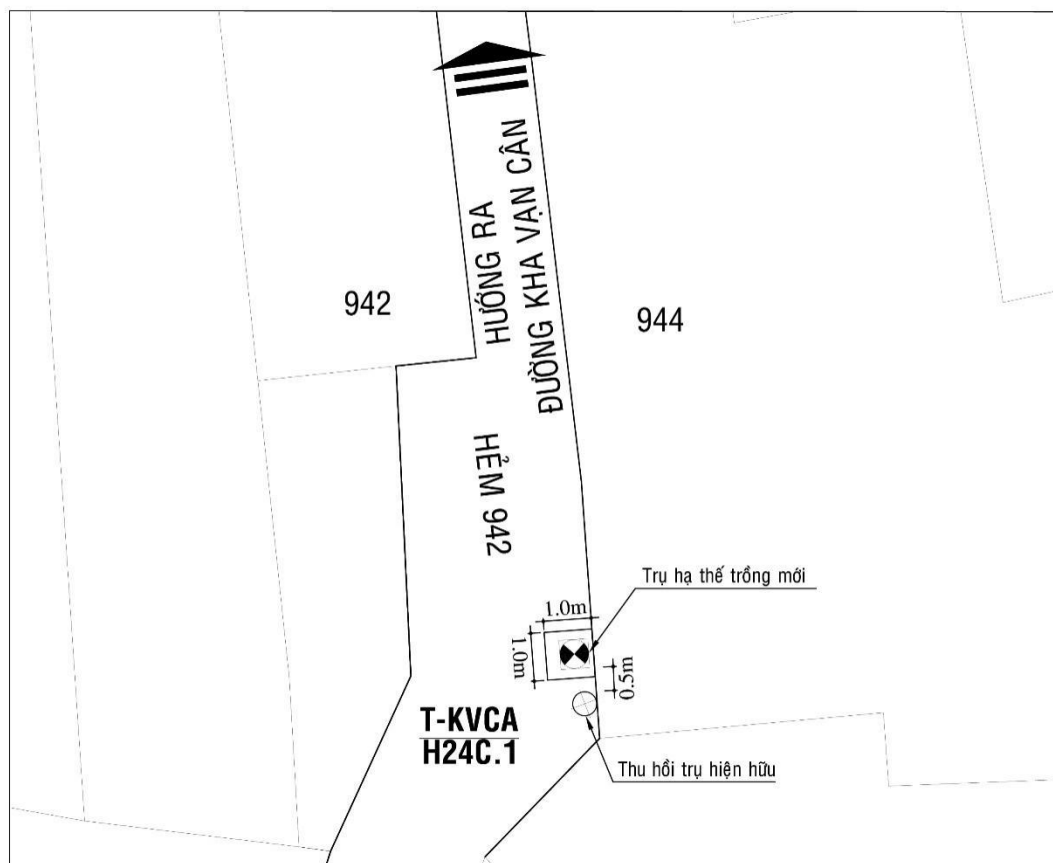 HƯỚNG RA
ĐƯỜNG KHA VẠN CÂN
942
944
HẺM 942
Trụ hạ thế trồng mới
1.0m
1.0m
0.5m
T-KVCA
H24C.1
Thu hồi trụ hiện hữu